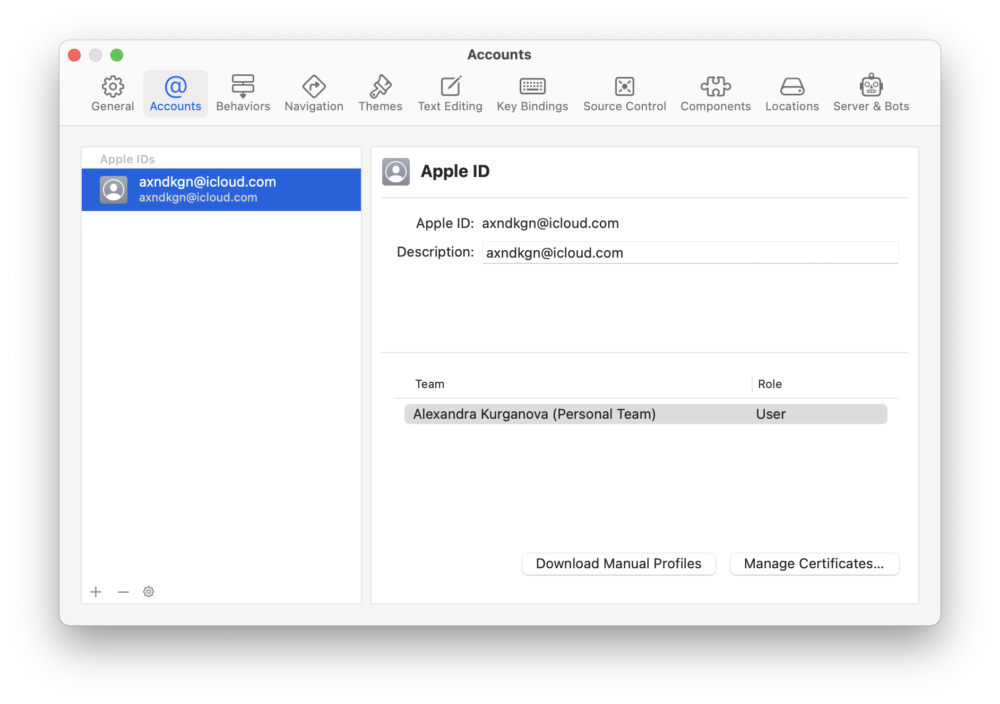 Accounts
General
Accounts
Behaviors
Navigation
Themes
Text Editing
Key Bindings
Source Control
Components
Locations
Server & Bots
Apple IDs
axndkgn@icloud.com
axndkgn@icloud.com
Apple ID
Apple ID: axndkgn@icloud.com
Description: axndkgn@icloud.com
Team Role
Alexandra Kurganova (Personal Team) User
Download Manual Profiles
Manage Certificates...